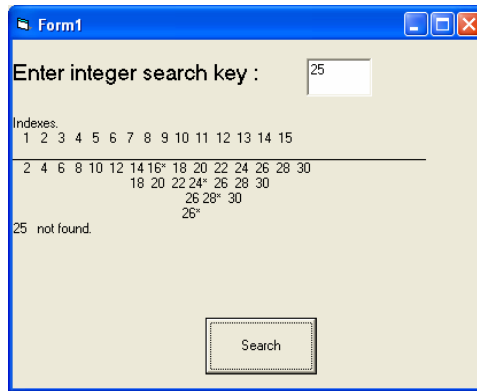 Form1
Enter integer search key : 25
Indexes.
1 2 3 4 5 6 7 8 9 10 11 12 13 14 15
2 4 6 8 10 12 14 16* 18 20 22 24 26 28 30
18 20 22 24* 26 28 30
26 28* 30
26*
25 not found.
Search